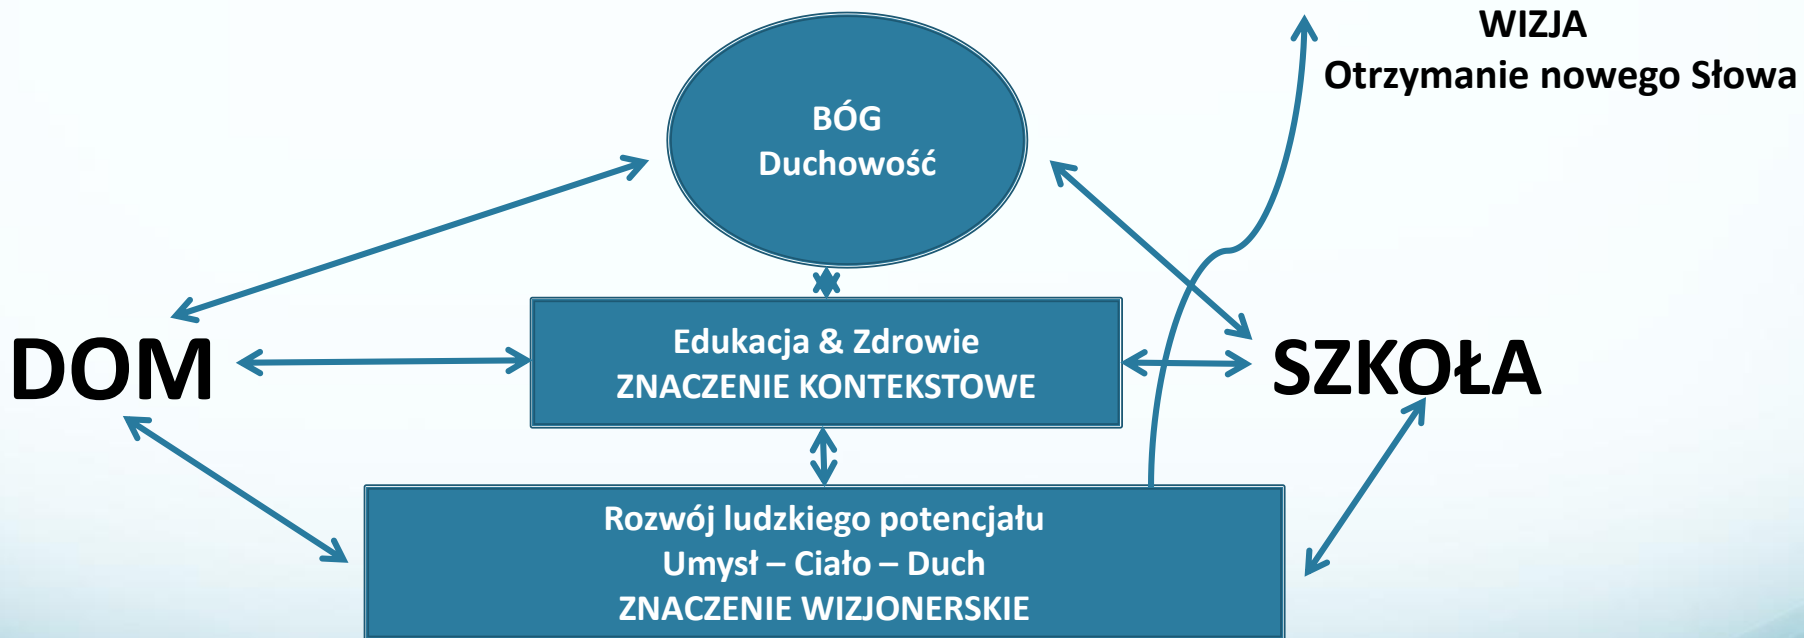 WIZJA
Otrzymanie nowego Słowa
BÓG
Duchowość
DOM
Edukacja & Zdrowie
ZNACZENIE KONTEKSTOWE
SZKOŁA
Rozwój ludzkiego potencjału
Umysł – Ciało – Duch
ZNACZENIE WIZJONERSKIE